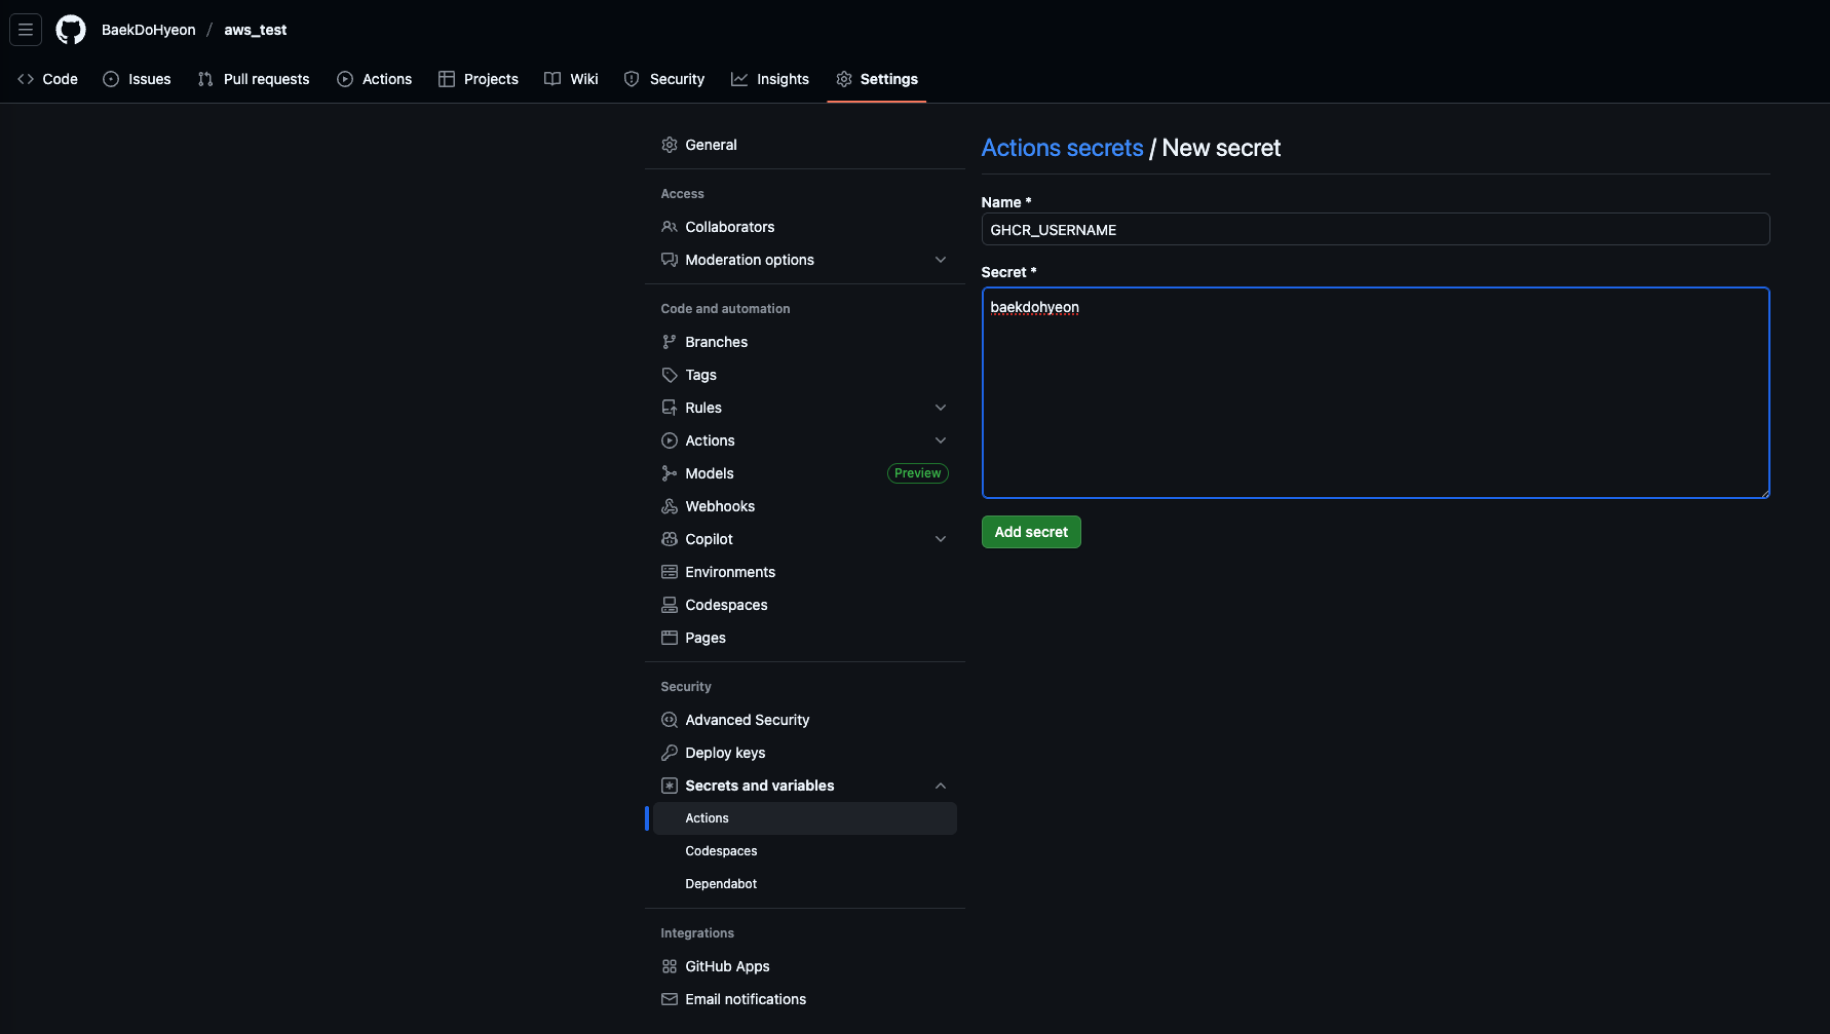 BaekDoHyeon / aws_test
Code Issues Pull requests Actions Projects Wiki Security Insights Settings
General
Access
Collaborators
Moderation options
Code and automation
Branches
Tags
Rules
Actions
Models Preview
Webhooks
Copilot
Environments
Codespaces
Pages
Security
Advanced Security
Deploy keys
Secrets and variables
Actions
Codespaces
Dependabot
Integrations
GitHub Apps
Email notifications
Actions secrets / New secret
Name *
GHCR_USERNAME
Secret *
baekdohyeon
Add secret